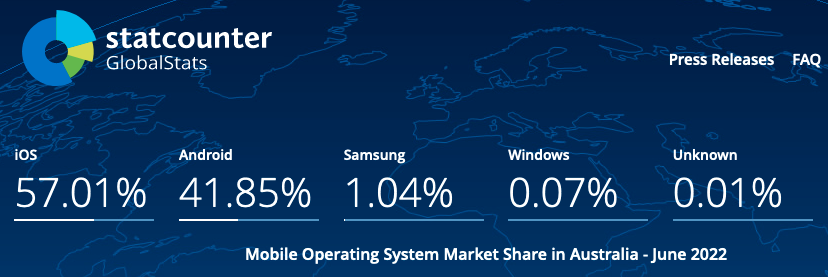 statcounter
GlobalStats
Press Releases FAQ
iOS Android Samsung Windows Unknown
57.01% 41.85% 1.04% 0.07% 0.01%
Mobile Operating System Market Share in Australia - June 2022